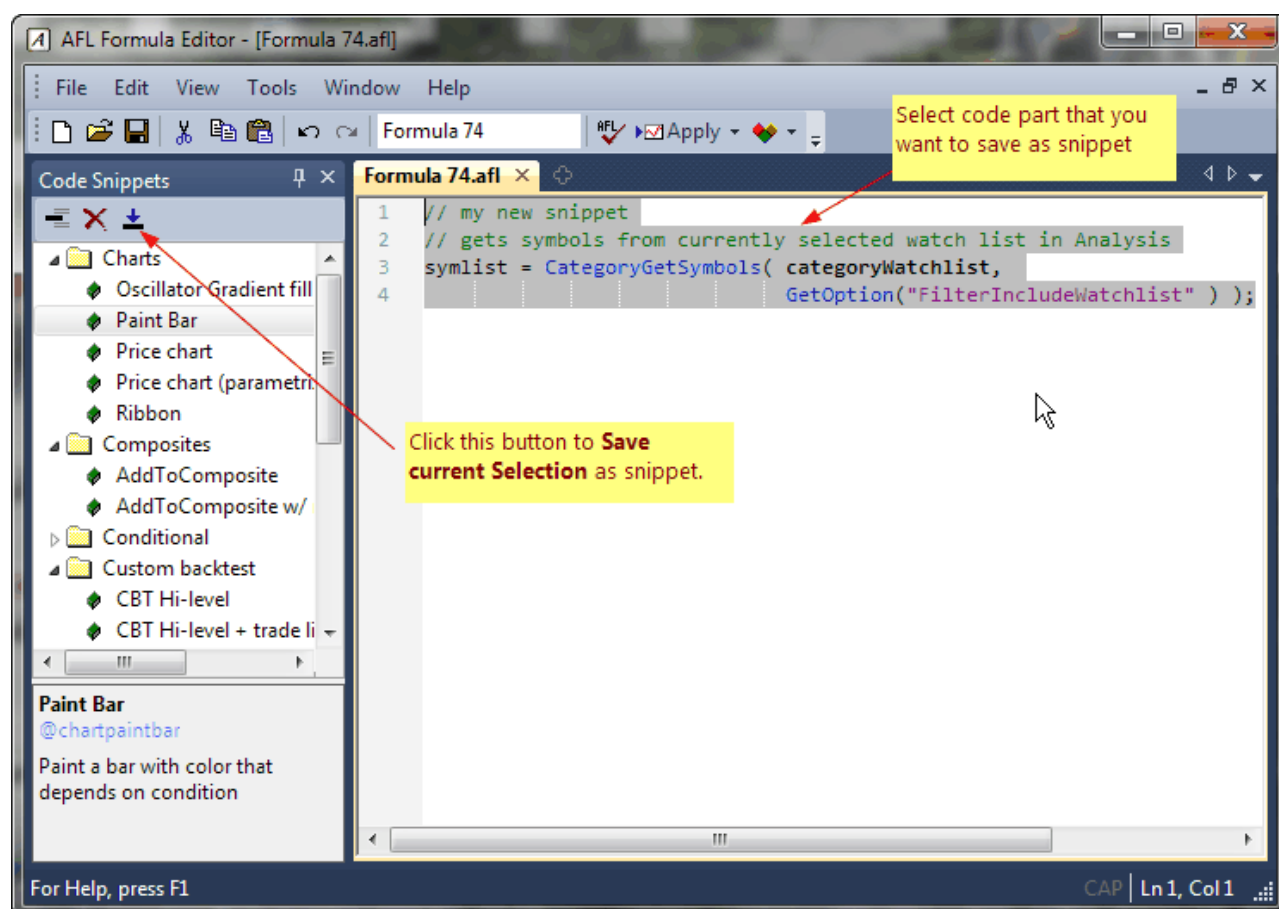 AFL Formula Editor - [Formula 74.afl]
File Edit View Tools Window Help
Formula 74
AFL
Apply
Select code part that you
want to save as snippet
Code Snippets
Formula 74.afl
Charts
Oscillator Gradient fill
Paint Bar
Price chart
Price chart (parametri
Ribbon
Composites
AddToComposite
AddToComposite w/
Conditional
Custom backtest
CBT Hi-level
CBT Hi-level + trade li
1 // my new snippet
2 // gets symbols from currently selected watch list in Analysis
3 symlist = CategoryGetSymbols( categoryWatchlist,
4 GetOption("FilterIncludeWatchlist" ) );
Click this button to Save
current Selection as snippet.
Paint Bar
@chartpaintbar
Paint a bar with color that
depends on condition
For Help, press F1
CAP Ln 1, Col 1